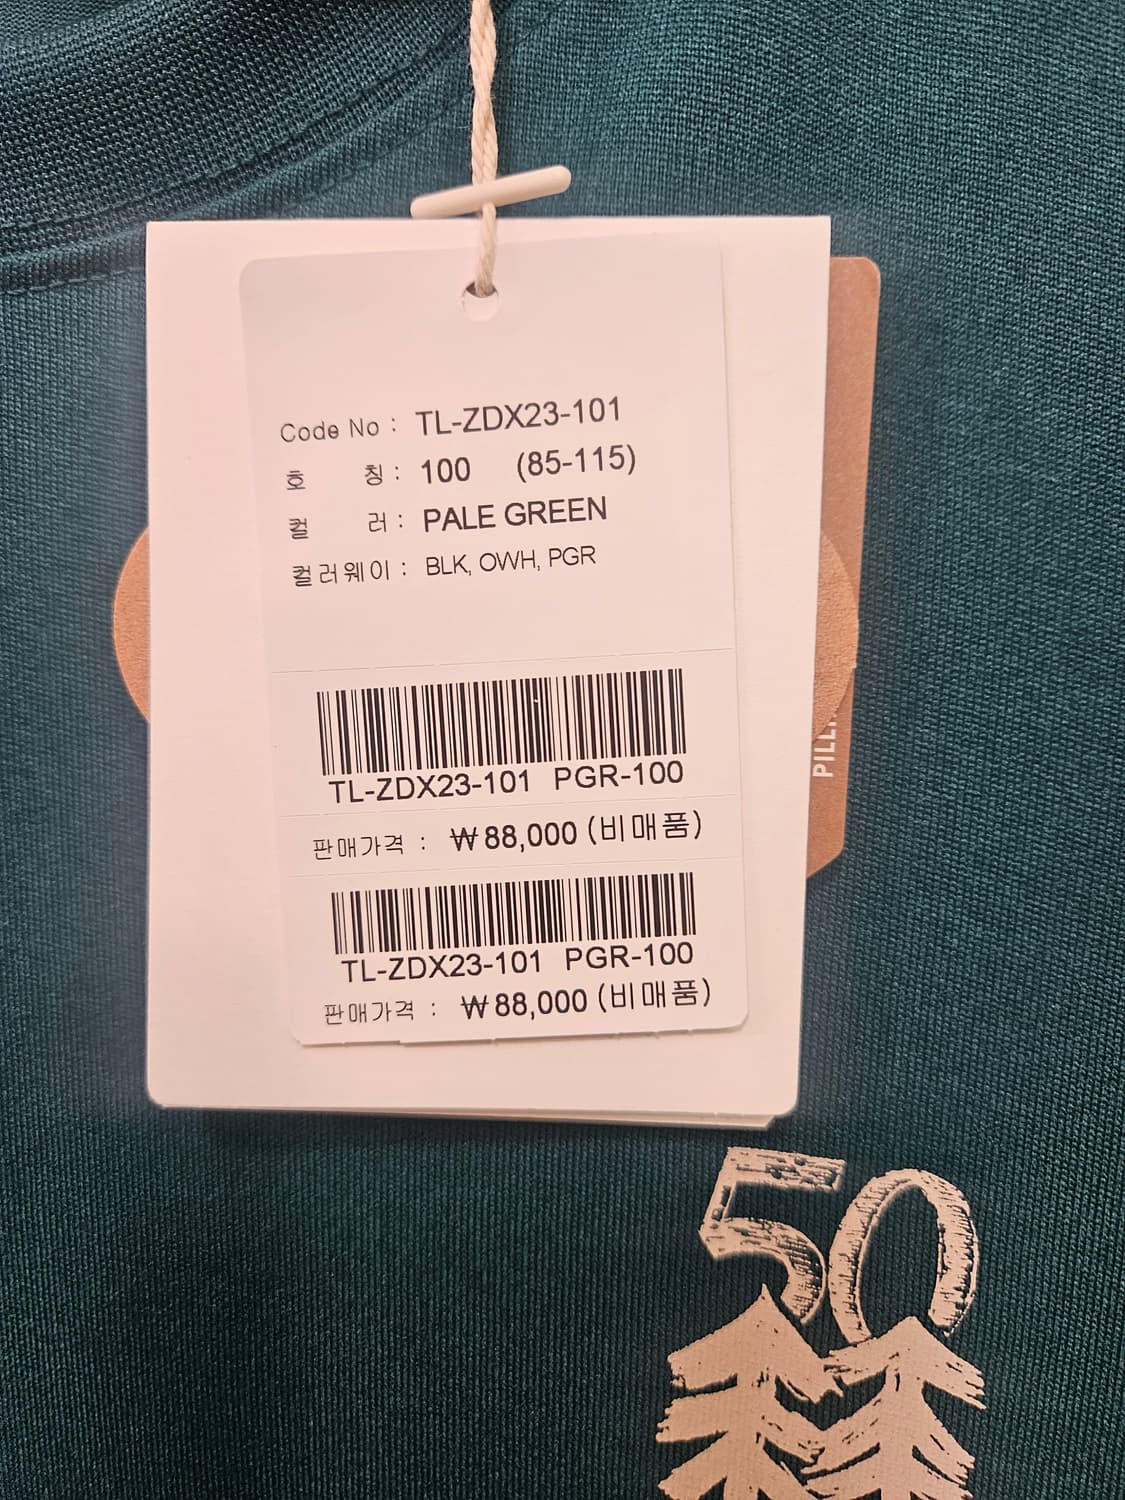 Code No : TL-ZDX23-101
호 칭 : 100 (85-115)
컬 러 : PALE GREEN
컬러웨이 : BLK, OWH, PGR
TL-ZDX23-101 PGR-100
판매가격 : ₩88,000 (비매품)
TL-ZDX23-101 PGR-100
판매가격 : ₩88,000 (비매품)
50